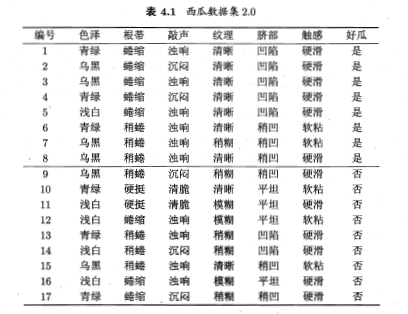 表 4.1 西瓜数据集 2.0
编号 色泽 根蒂 敲声 纹理 脐部 触感 好瓜
1 青绿 蜷缩 浊响 清晰 凹陷 硬滑 是
2 乌黑 蜷缩 沉闷 清晰 凹陷 硬滑 是
3 乌黑 蜷缩 浊响 清晰 凹陷 硬滑 是
4 青绿 蜷缩 沉闷 清晰 凹陷 硬滑 是
5 浅白 蜷缩 浊响 清晰 凹陷 硬滑 是
6 青绿 稍蜷 浊响 清晰 稍凹 软粘 是
7 乌黑 稍蜷 浊响 稍糊 稍凹 软粘 是
8 乌黑 稍蜷 浊响 清晰 稍凹 硬滑 是
9 乌黑 稍蜷 沉闷 稍糊 稍凹 硬滑 否
10 青绿 硬挺 清脆 清晰 平坦 软粘 否
11 浅白 硬挺 清脆 模糊 平坦 硬滑 否
12 浅白 蜷缩 浊响 模糊 平坦 软粘 否
13 青绿 稍蜷 浊响 稍糊 凹陷 硬滑 否
14 浅白 稍蜷 沉闷 稍糊 凹陷 硬滑 否
15 乌黑 稍蜷 浊响 清晰 稍凹 软粘 否
16 浅白 蜷缩 浊响 模糊 平坦 硬滑 否
17 青绿 蜷缩 沉闷 稍糊 稍凹 硬滑 否